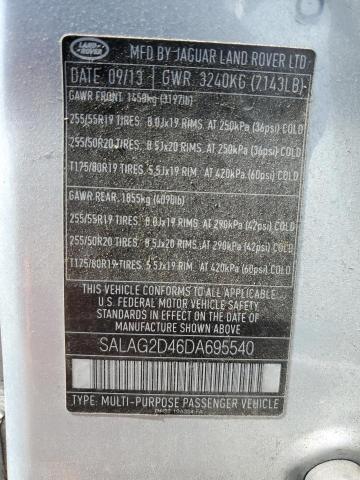 LAND ROVER
MFD BY JAGUAR LAND ROVER LTD
DATE 09/13 GWR 3240KG (7143LB)
GAWR FRONT 1450kg (3197lb)
255/55R19 TIRES. 8.0Jx19 RIMS. AT 250kPa (36psi) COLD
255/50R20 TIRES. 8.5Jx20 RIMS. AT 250kPa (36psi) COLD
T175/80R19 TIRES. 5.5Jx19 RIM. AT 420kPa (60psi) COLD
GAWR REAR. 1855kg (4090lb)
255/55R19 TIRES. 8.0Jx19 RIMS. AT 290kPa (42psi) COLD
255/50R20 TIRES. 8.5Jx20 RIMS. AT 290kPa (42psi) COLD
T175/80R19 TIRES. 5.5Jx19 RIM. AT 420kPa (60psi) COLD
THIS VEHICLE CONFORMS TO ALL APPLICABLE
FEDERAL MOTOR VEHICLE SAFETY
STANDARDS IN EFFECT ON THE DATE
OF MANUFACTURE SHOWN ABOVE
SALAG2D46DA695540
TYPE: MULTI-PURPOSE PASSENGER VEHICLE